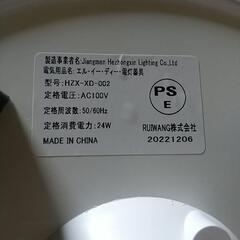 製造事業者名:Jiangmen Hezhongxin Lighting Co.,Ltd
電気用品名: エル・イー・ディー・電灯器具
型号: HZX-XD-002
定格電圧: AC100V
定格周波数: 50/60Hz
定格消費電力: 24W
MADE IN CHINA
PS
E
RUIWANG株式会社
20221206